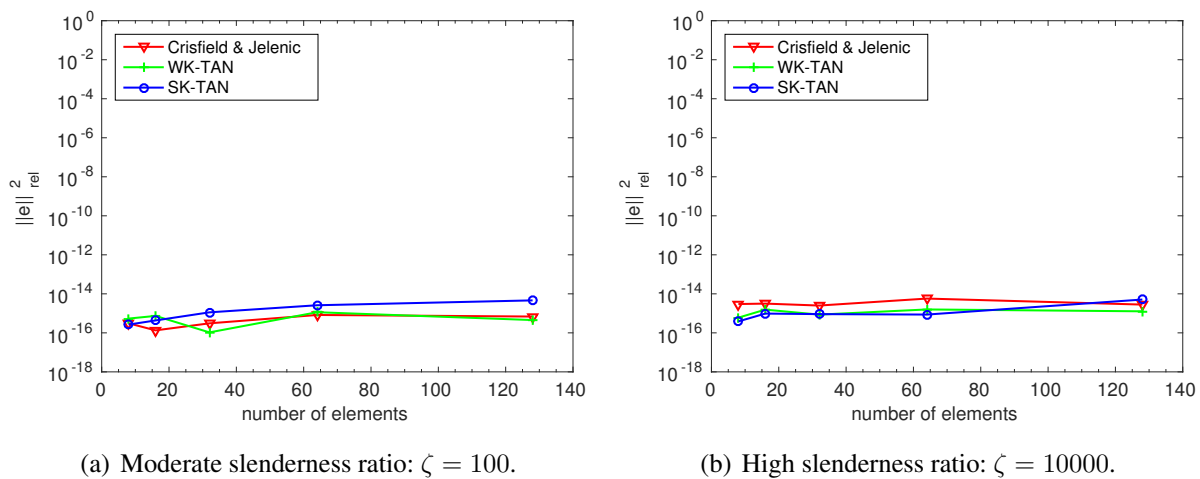 10^0
10^-2
10^-4
10^-6
10^-8
10^-10
10^-12
10^-14
10^-16
10^-18
||e||^2_rel
Crisfield & Jelenic
WK-TAN
SK-TAN
0 20 40 60 80 100 120 140
number of elements
(a) Moderate slenderness ratio: ζ = 100.
10^0
10^-2
10^-4
10^-6
10^-8
10^-10
10^-12
10^-14
10^-16
10^-18
||e||^2_rel
Crisfield & Jelenic
WK-TAN
SK-TAN
0 20 40 60 80 100 120 140
number of elements
(b) High slenderness ratio: ζ = 10000.